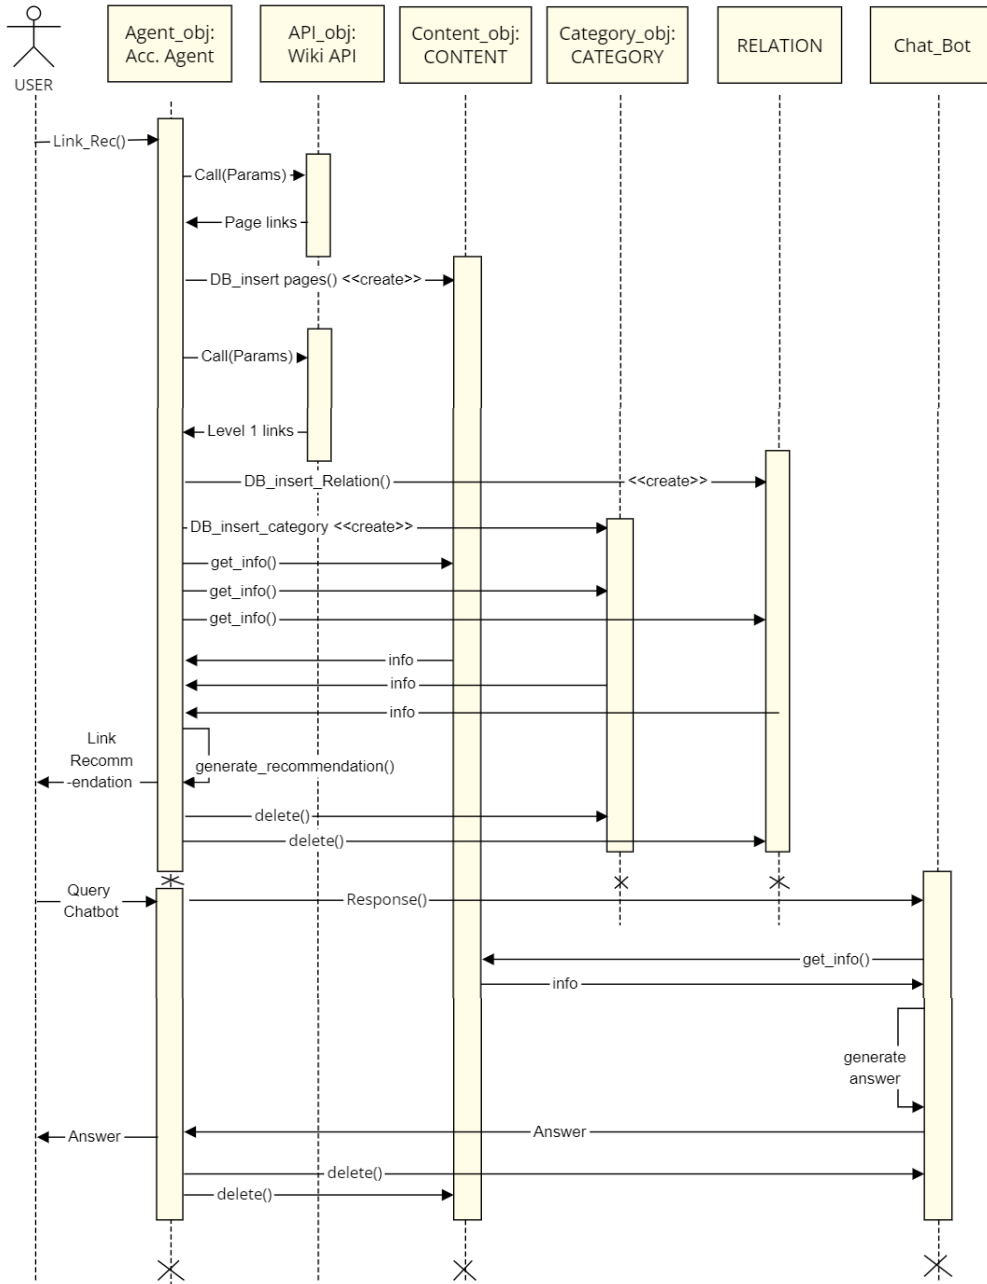 USER
Agent_obj:
Acc. Agent
API_obj:
Wiki API
Content_obj:
CONTENT
Category_obj:
CATEGORY
RELATION
Chat_Bot
Link_Rec()
Call(Params)
Page links
DB_insert pages() <<create>>
Call(Params)
Level 1 links
DB_insert_Relation()
<<create>>
DB_insert_category <<create>>
get_info()
get_info()
get_info()
info
info
info
Link
Recomm
-endation
generate_recommendation()
delete()
delete()
Query
Chatbot
Response()
get_info()
info
generate
answer
Answer
Answer
delete()
delete()